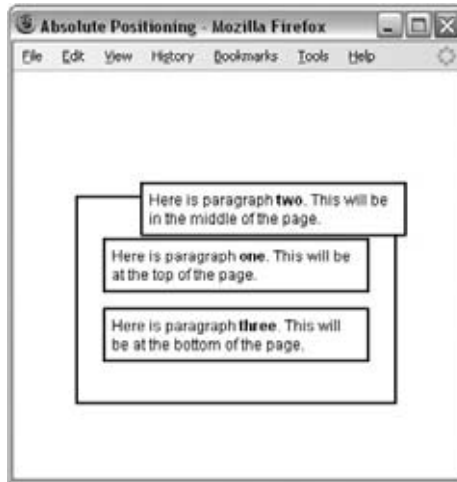 Absolute Positioning - Mozilla Firefox
File Edit View History Bookmarks Tools Help
Here is paragraph two. This will be
in the middle of the page.
Here is paragraph one. This will be
at the top of the page.
Here is paragraph three. This will
be at the bottom of the page.